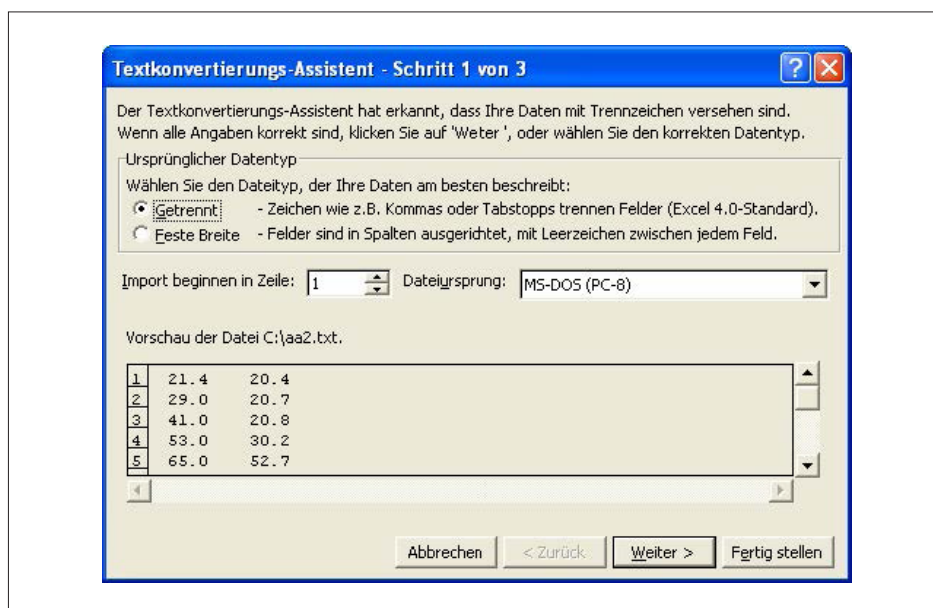 Textkonvertierungs-Assistent - Schritt 1 von 3
Der Textkonvertierungs-Assistent hat erkannt, dass Ihre Daten mit Trennzeichen versehen sind.
Wenn alle Angaben korrekt sind, klicken Sie auf 'Weter ', oder wählen Sie den korrekten Datentyp.
Ursprünglicher Datentyp
Wählen Sie den Dateityp, der Ihre Daten am besten beschreibt:
Getrennt - Zeichen wie z.B. Kommas oder Tabstopps trennen Felder (Excel 4.0-Standard).
Feste Breite - Felder sind in Spalten ausgerichtet, mit Leerzeichen zwischen jedem Feld.
Import beginnen in Zeile: 1 Dateiursprung: MS-DOS (PC-8)
Vorschau der Datei C:\aa2.txt.
1 21.4 20.4
2 29.0 20.7
3 41.0 20.8
4 53.0 30.2
5 65.0 52.7
Abbrechen < Zurück Weiter > Fertig stellen